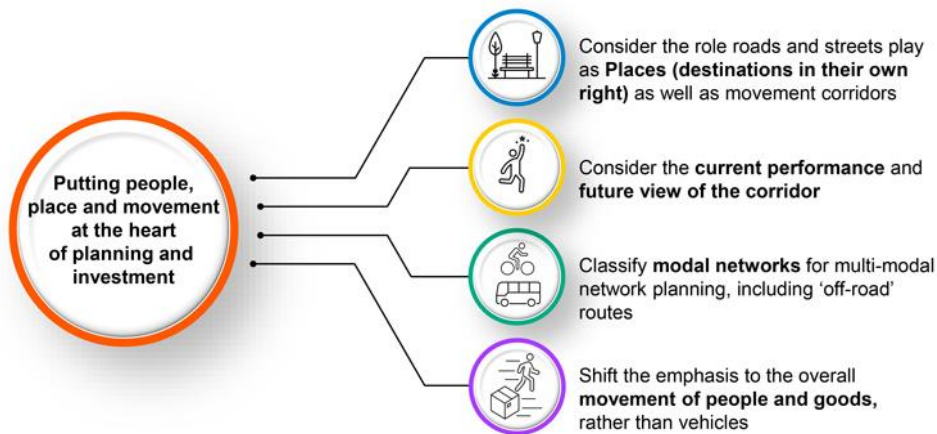 Putting people,
place and movement
at the heart
of planning and
investment
Consider the role roads and streets play
as Places (destinations in their own
right) as well as movement corridors
Consider the current performance and
future view of the corridor
Classify modal networks for multi-modal
network planning, including ‘off-road’
routes
Shift the emphasis to the overall
movement of people and goods,
rather than vehicles